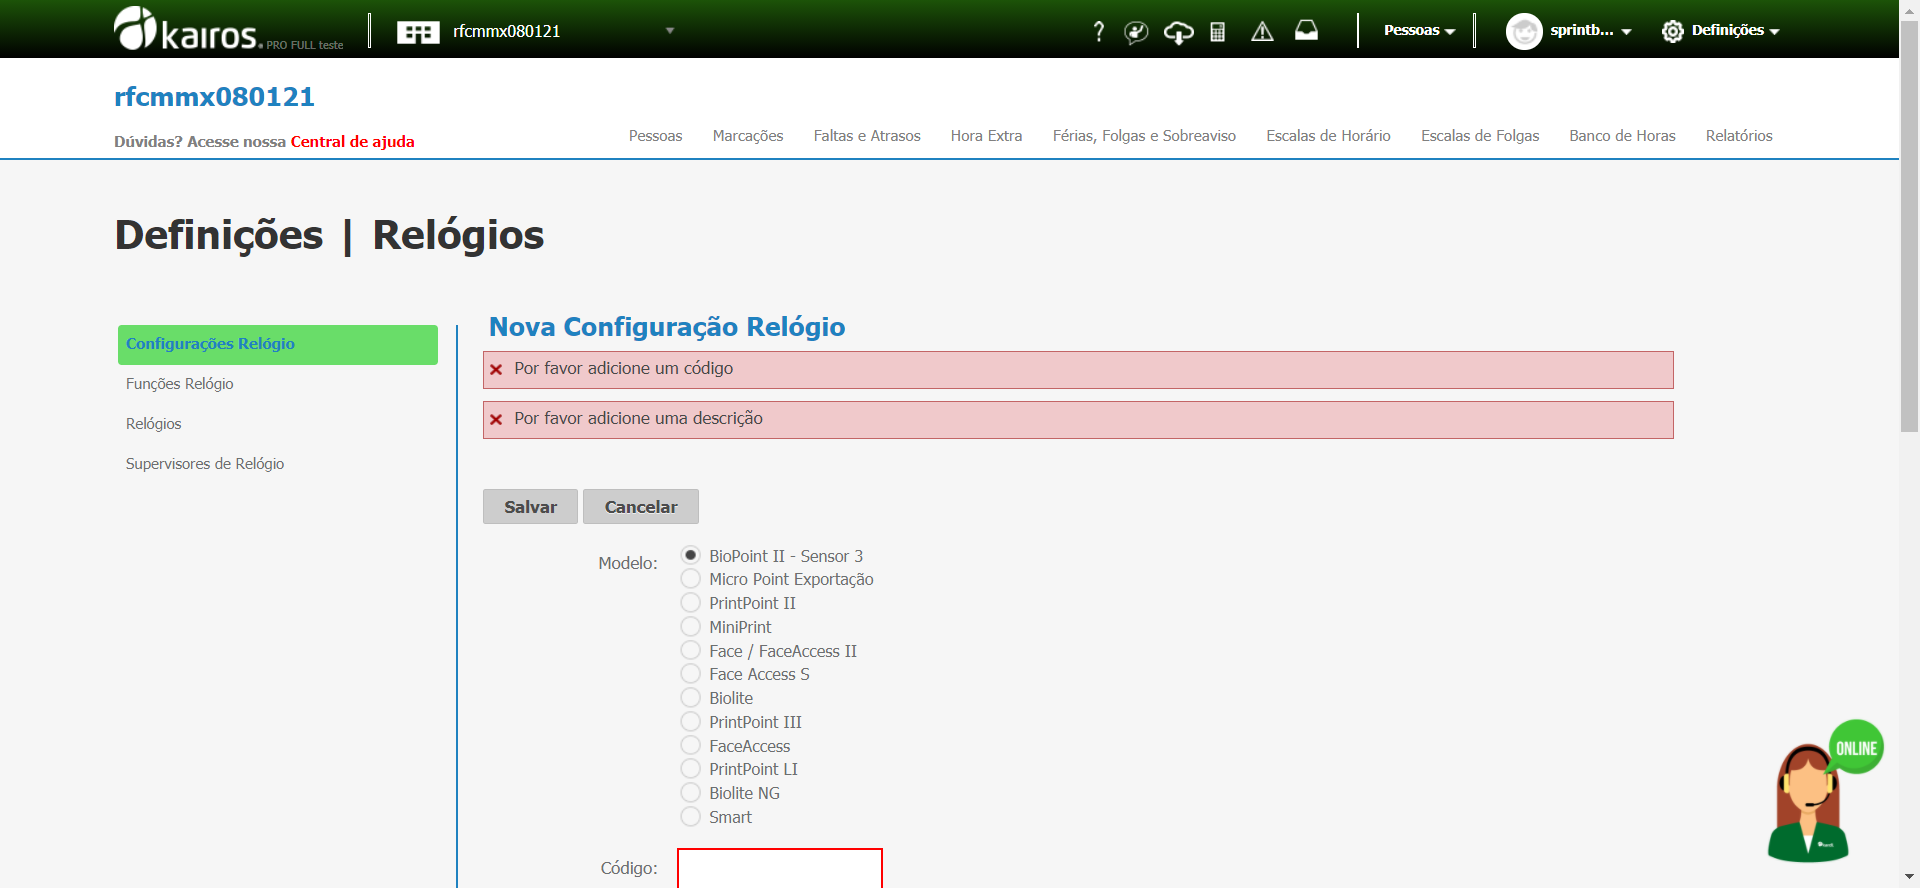 kairos. PRO FULL teste
rfcmmx080121
?
Pessoas
sprintb...
Definições
rfcmmx080121
Dúvidas? Acesse nossa Central de ajuda
Pessoas
Marcações
Faltas e Atrasos
Hora Extra
Férias, Folgas e Sobreaviso
Escalas de Horário
Escalas de Folgas
Banco de Horas
Relatórios
Definições | Relógios
Configurações Relógio
Funções Relógio
Relógios
Supervisores de Relógio
Nova Configuração Relógio
Por favor adicione um código
Por favor adicione uma descrição
Salvar
Cancelar
Modelo:
BioPoint II - Sensor 3
Micro Point Exportação
PrintPoint II
MiniPrint
Face / FaceAccess II
Face Access S
Biolite
PrintPoint III
FaceAccess
PrintPoint LI
Biolite NG
Smart
Código:
ONLINE